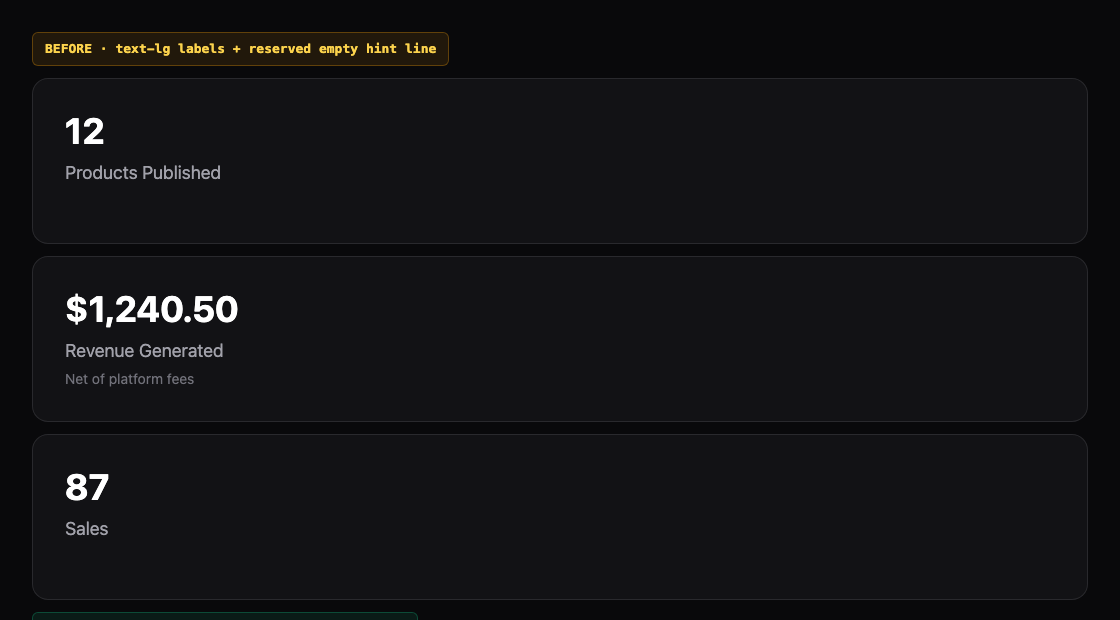 BEFORE · text-lg labels + reserved empty hint line
12
Products Published
$1,240.50
Revenue Generated
Net of platform fees
87
Sales